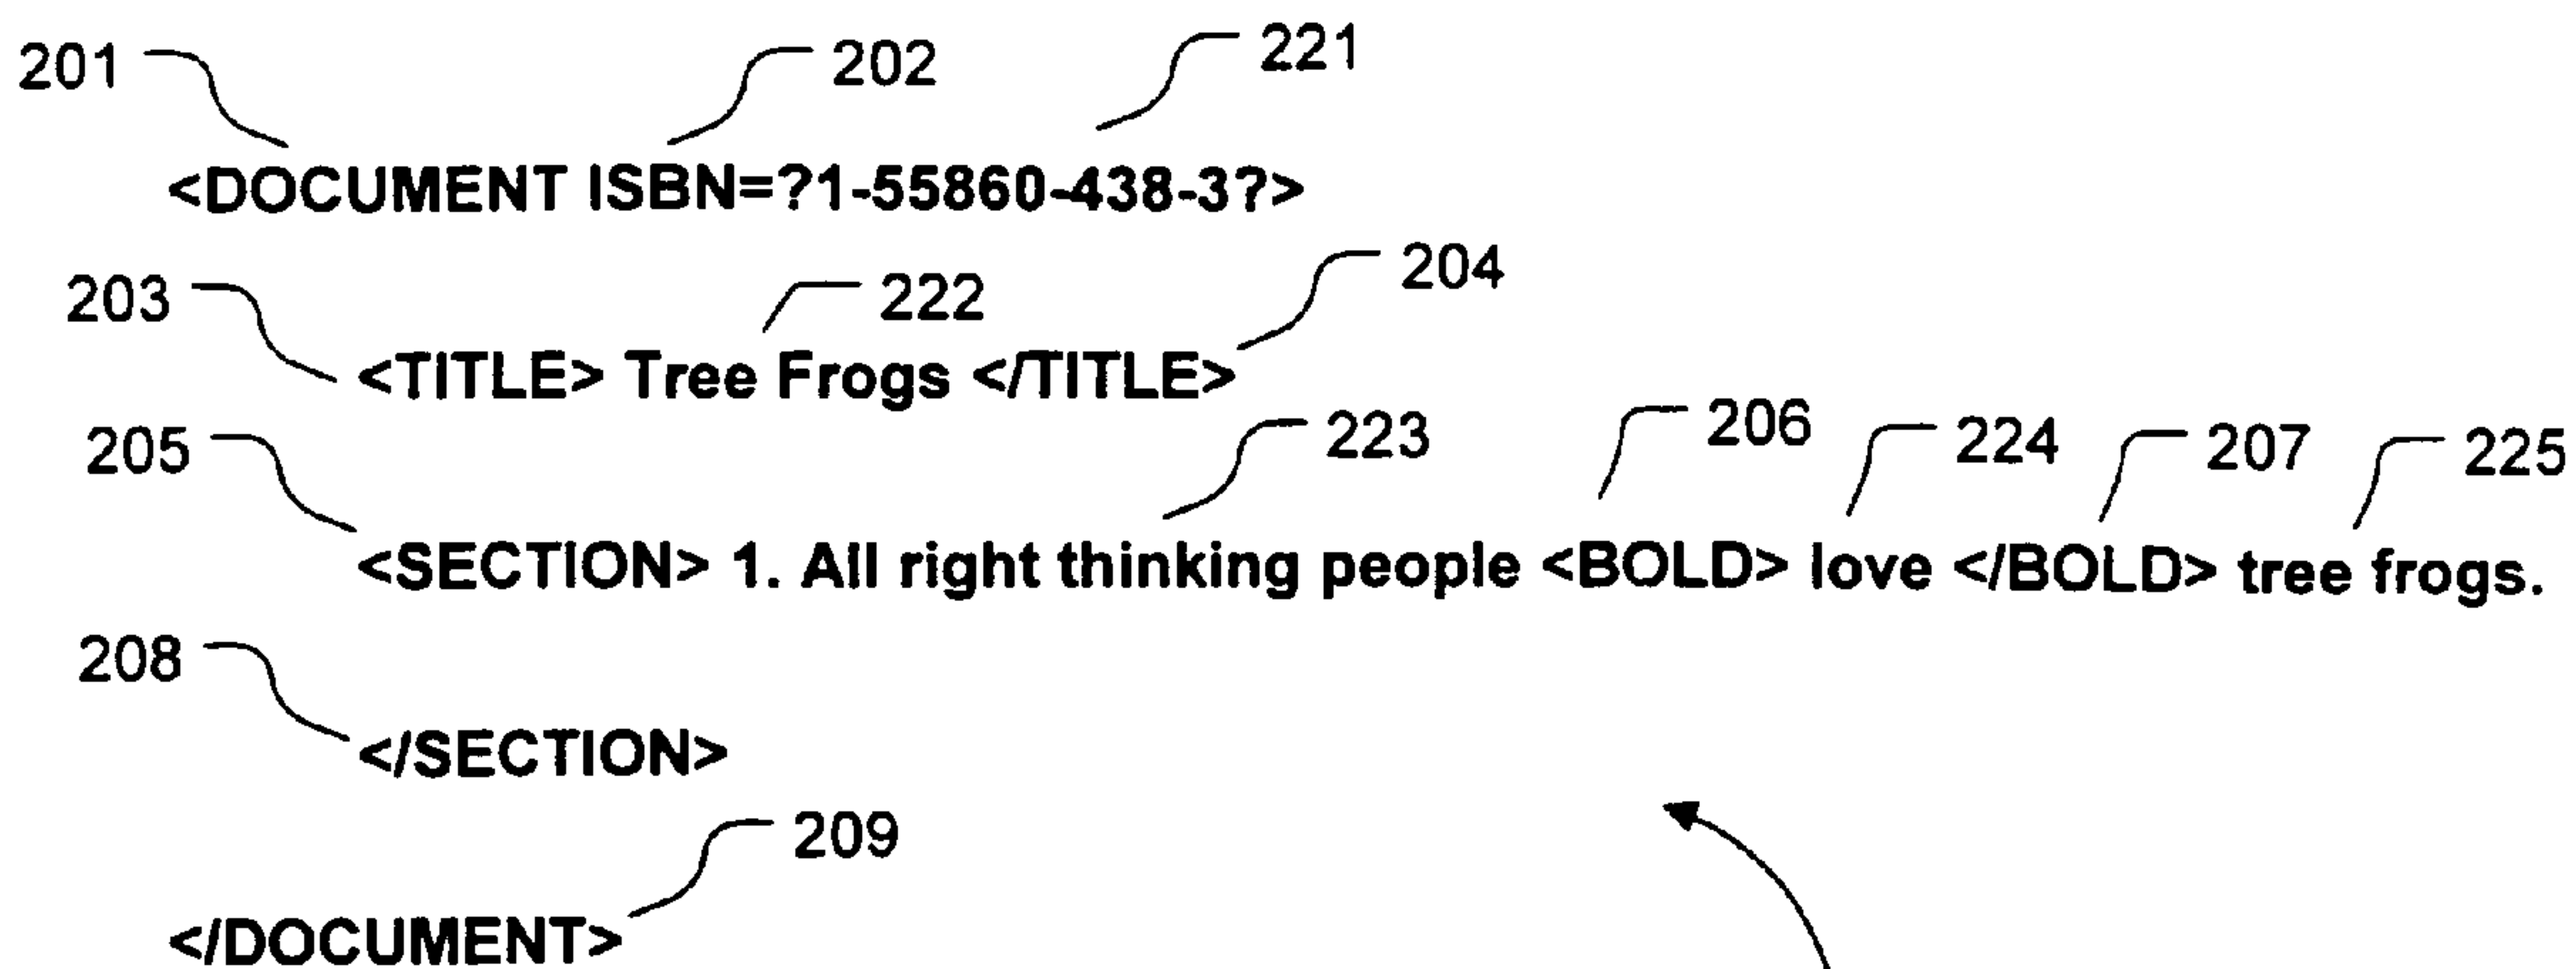 201 202 221
<DOCUMENT ISBN=?1-55860-438-3?>
203 222 204
<TITLE> Tree Frogs </TITLE>
205 223 206 224 207 225
<SECTION> 1. All right thinking people <BOLD> love </BOLD> tree frogs.
208
</SECTION>
209
</DOCUMENT>